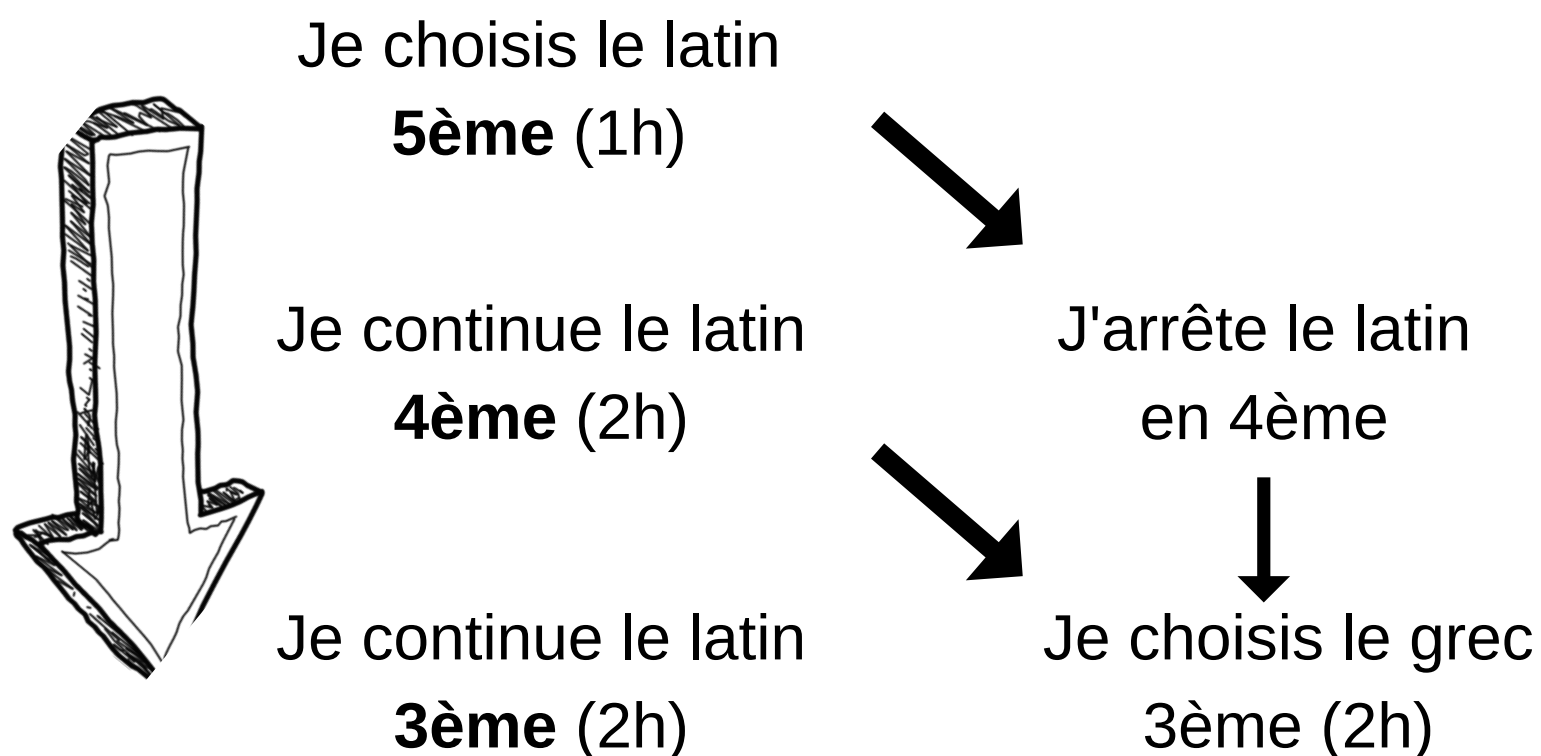 Je choisis le latin
5ème (1h)
Je continue le latin
4ème (2h)
J'arrête le latin
en 4ème
Je continue le latin
3ème (2h)
Je choisis le grec
3ème (2h)